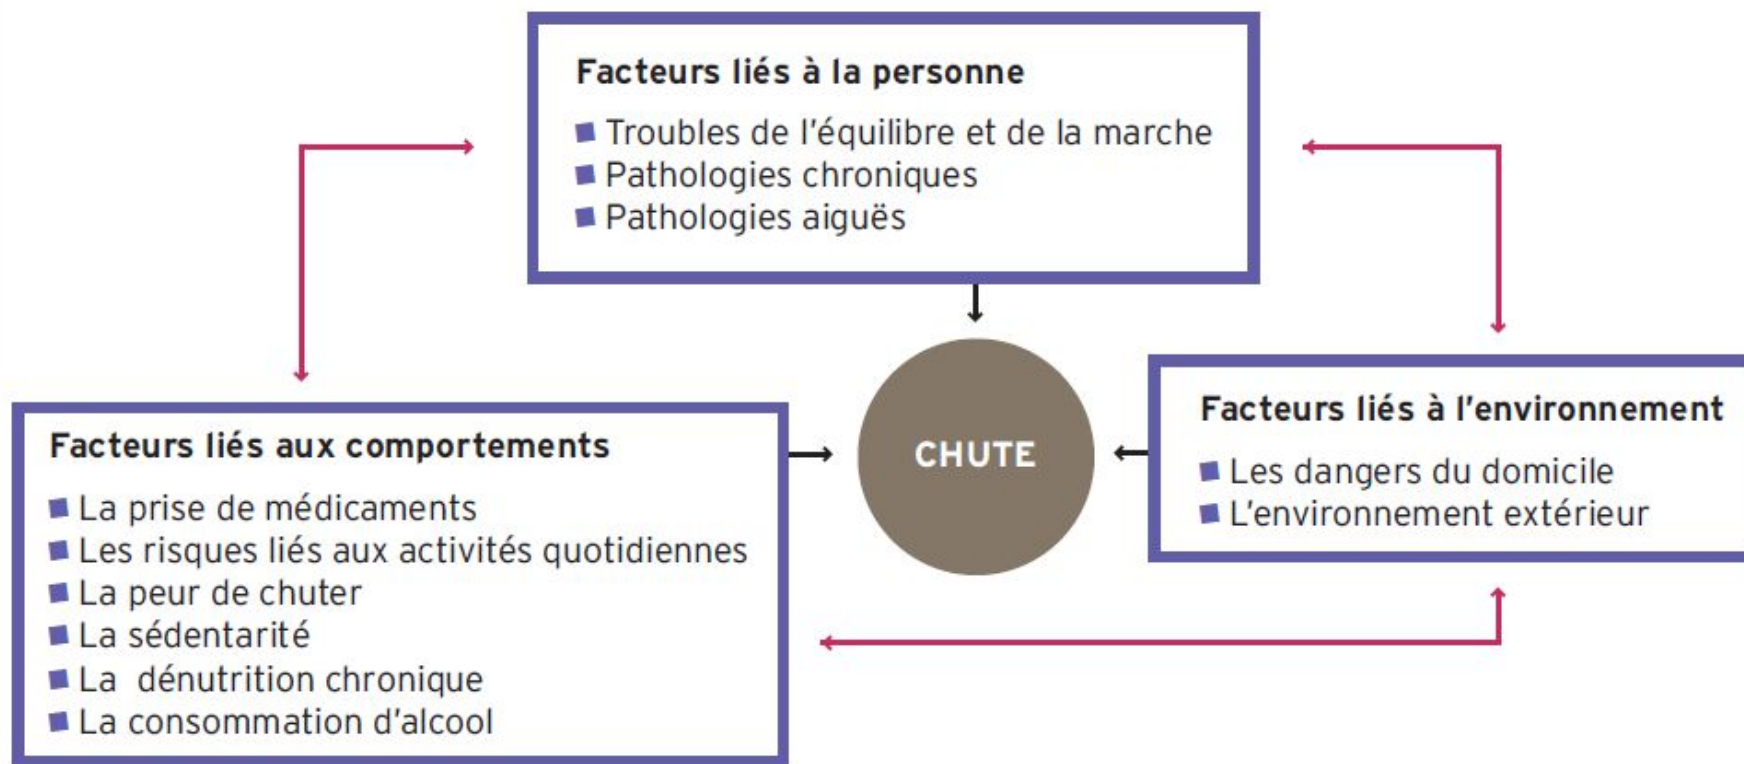 Facteurs liés à la personne
Troubles de l'équilibre et de la marche
Pathologies chroniques
Pathologies aiguës
Facteurs liés aux comportements
La prise de médicaments
Les risques liés aux activités quotidiennes
La peur de chuter
La sédentarité
La dénutrition chronique
La consommation d'alcool
CHUTE
Facteurs liés à l'environnement
Les dangers du domicile
L'environnement extérieur